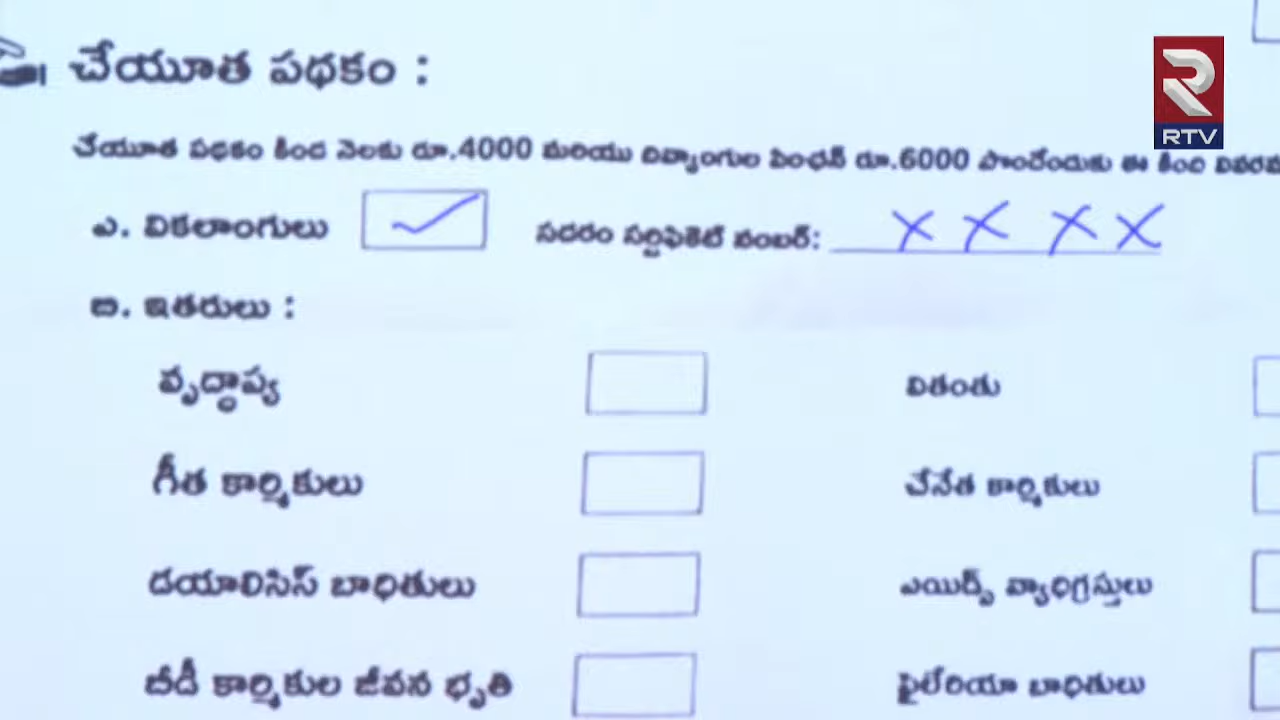 చేయూత పథకం :
RTV
చేయూత పథకం కింద నెలకు రూ.4000 మరియు దివ్యాంగుల పింఛన్ రూ.6000 పొందేందుకు ఈ కింది
ఎ. వికలాంగులు ✓ సదరం సర్టిఫికెట్ నంబర్: X X X X
బి. ఇతరులు :
వృద్ధాప్య వితంతు
గీత కార్మికులు చేనేత కార్మికులు
డయాలిసిస్ బాధితులు ఎయిడ్స్ వ్యాధిగ్రస్తులు
బీడీ కార్మికుల జీవన భృతి ఫైలేరియా బాధితులు